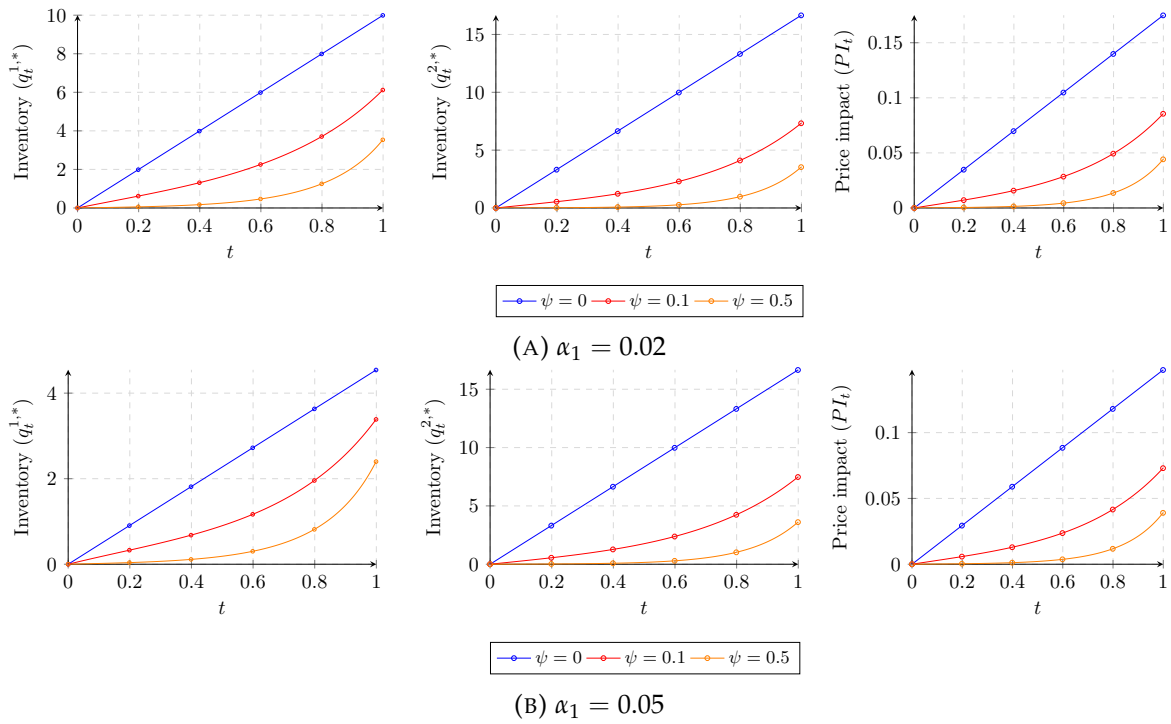 Inventory (q_t^{1,*})
10
8
6
4
2
0
0 0.2 0.4 0.6 0.8 1
t
Inventory (q_t^{2,*})
15
10
5
0
0 0.2 0.4 0.6 0.8 1
t
Price impact (PI_t)
0.15
0.1
0.05
0
0 0.2 0.4 0.6 0.8 1
t
ψ = 0 ψ = 0.1 ψ = 0.5
(A) α_1 = 0.02
Inventory (q_t^{1,*})
4
2
0
0 0.2 0.4 0.6 0.8 1
t
Inventory (q_t^{2,*})
15
10
5
0
0 0.2 0.4 0.6 0.8 1
t
Price impact (PI_t)
0.1
0.05
0
0 0.2 0.4 0.6 0.8 1
t
ψ = 0 ψ = 0.1 ψ = 0.5
(B) α_1 = 0.05